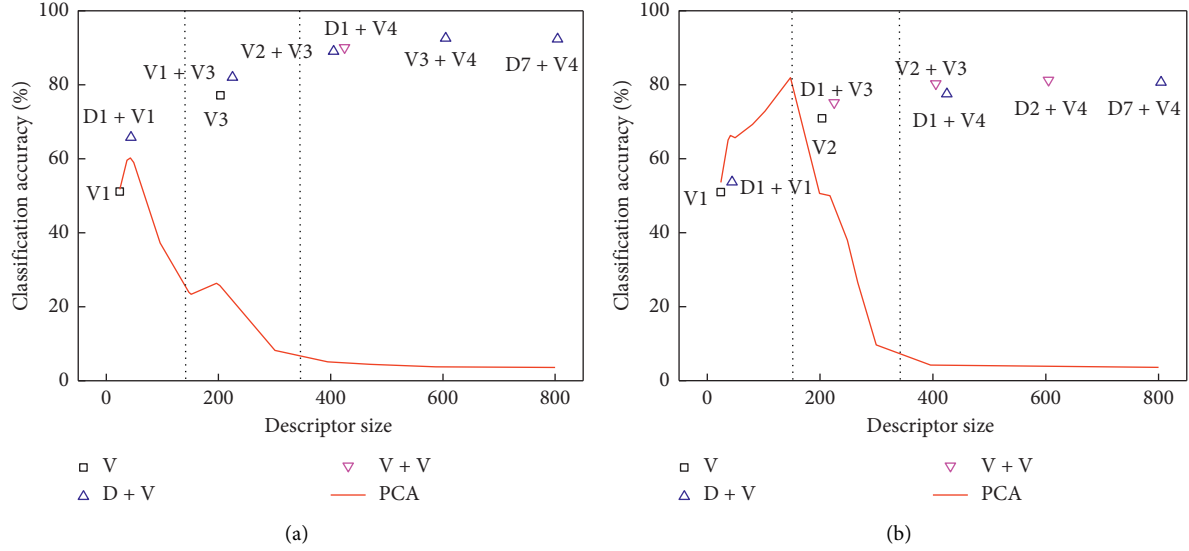 100
80
60
40
20
0
Classification accuracy (%)
D1 + V4
V2 + V3
V3 + V4
D7 + V4
V1 + V3
V3
D1 + V1
V1
0 200 400 600 800
Descriptor size
V
D + V
V + V
PCA
(a)
100
80
60
40
20
0
Classification accuracy (%)
V2 + V3
D1 + V3
D1 + V4
D2 + V4
D7 + V4
V2
V1
D1 + V1
0 200 400 600 800
Descriptor size
V
D + V
V + V
PCA
(b)